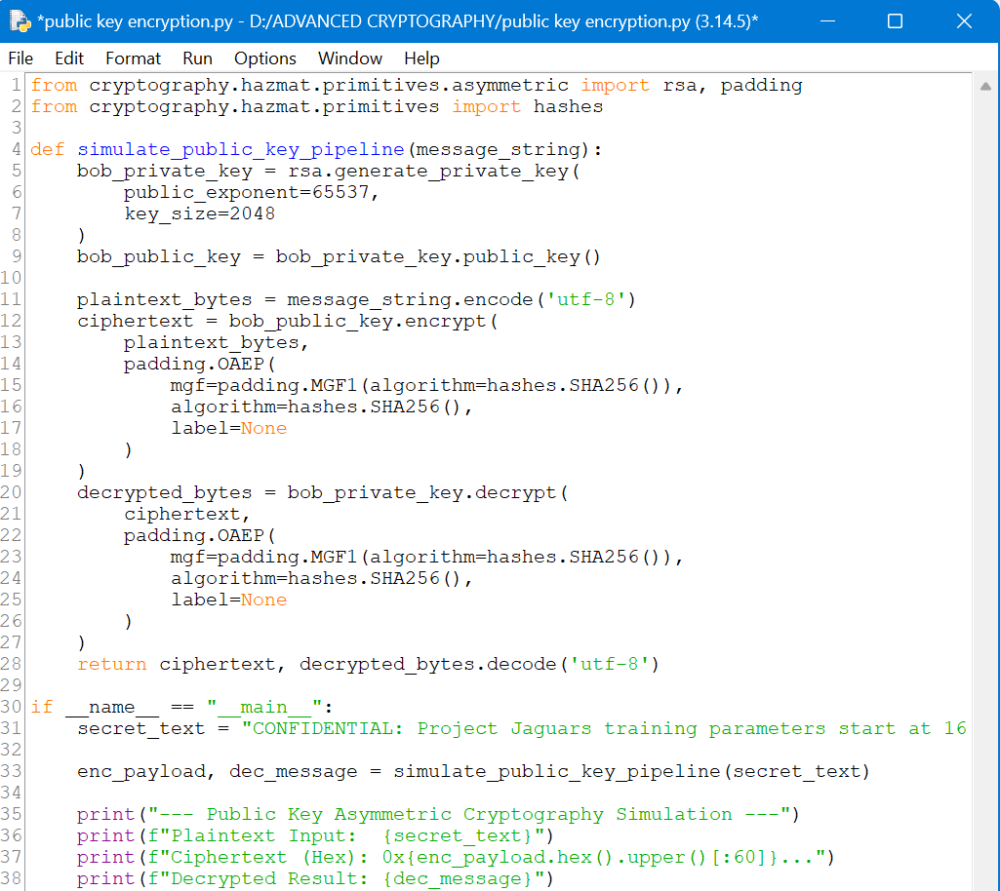 *public key encryption.py - D:/ADVANCED CRYPTOGRAPHY/public key encryption.py (3.14.5)*
File Edit Format Run Options Window Help
1 from cryptography.hazmat.primitives.asymmetric import rsa, padding
2 from cryptography.hazmat.primitives import hashes
3
4 def simulate_public_key_pipeline(message_string):
5     bob_private_key = rsa.generate_private_key(
6         public_exponent=65537,
7         key_size=2048
8     )
9     bob_public_key = bob_private_key.public_key()
10
11     plaintext_bytes = message_string.encode('utf-8')
12     ciphertext = bob_public_key.encrypt(
13         plaintext_bytes,
14         padding.OAEP(
15             mgf=padding.MGF1(algorithm=hashes.SHA256()),
16             algorithm=hashes.SHA256(),
17             label=None
18         )
19     )
20     decrypted_bytes = bob_private_key.decrypt(
21         ciphertext,
22         padding.OAEP(
23             mgf=padding.MGF1(algorithm=hashes.SHA256()),
24             algorithm=hashes.SHA256(),
25             label=None
26         )
27     )
28     return ciphertext, decrypted_bytes.decode('utf-8')
29
30 if __name__ == "__main__":
31     secret_text = "CONFIDENTIAL: Project Jaguars training parameters start at 16
32
33     enc_payload, dec_message = simulate_public_key_pipeline(secret_text)
34
35     print("--- Public Key Asymmetric Cryptography Simulation ---")
36     print(f"Plaintext Input:  {secret_text}")
37     print(f"Ciphertext (Hex): 0x{enc_payload.hex().upper()[:60]}...")
38     print(f"Decrypted Result: {dec_message}")